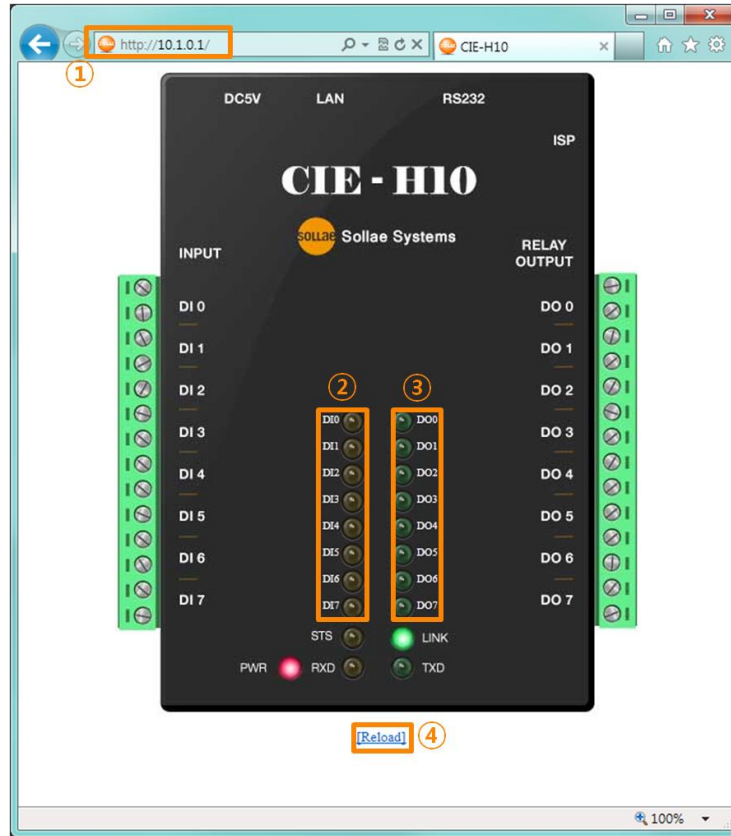 http://10.1.0.1/
CIE-H10
①
DC5V LAN RS232
ISP
CIE - H10
sollae Sollae Systems
INPUT
RELAY
OUTPUT
DI 0
DI 1
DI 2
DI 3
DI 4
DI 5
DI 6
DI 7
② ③
DI0 DO0
DI1 DO1
DI2 DO2
DI3 DO3
DI4 DO4
DI5 DO5
DI6 DO6
DI7 DO7
DO 0
DO 1
DO 2
DO 3
DO 4
DO 5
DO 6
DO 7
STS LINK
PWR RXD TXD
[Reload] ④
100%